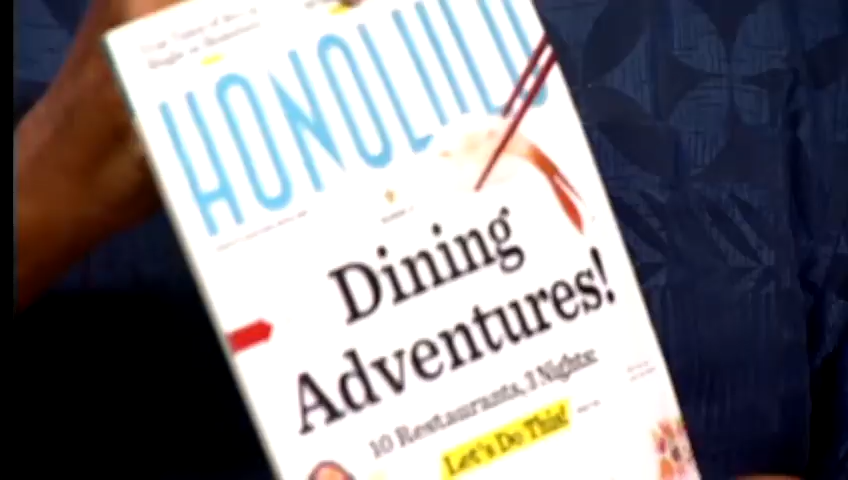 HONOLULU
Dining
Adventures!
10 Restaurants, 3 Nights:
Let's Do This!